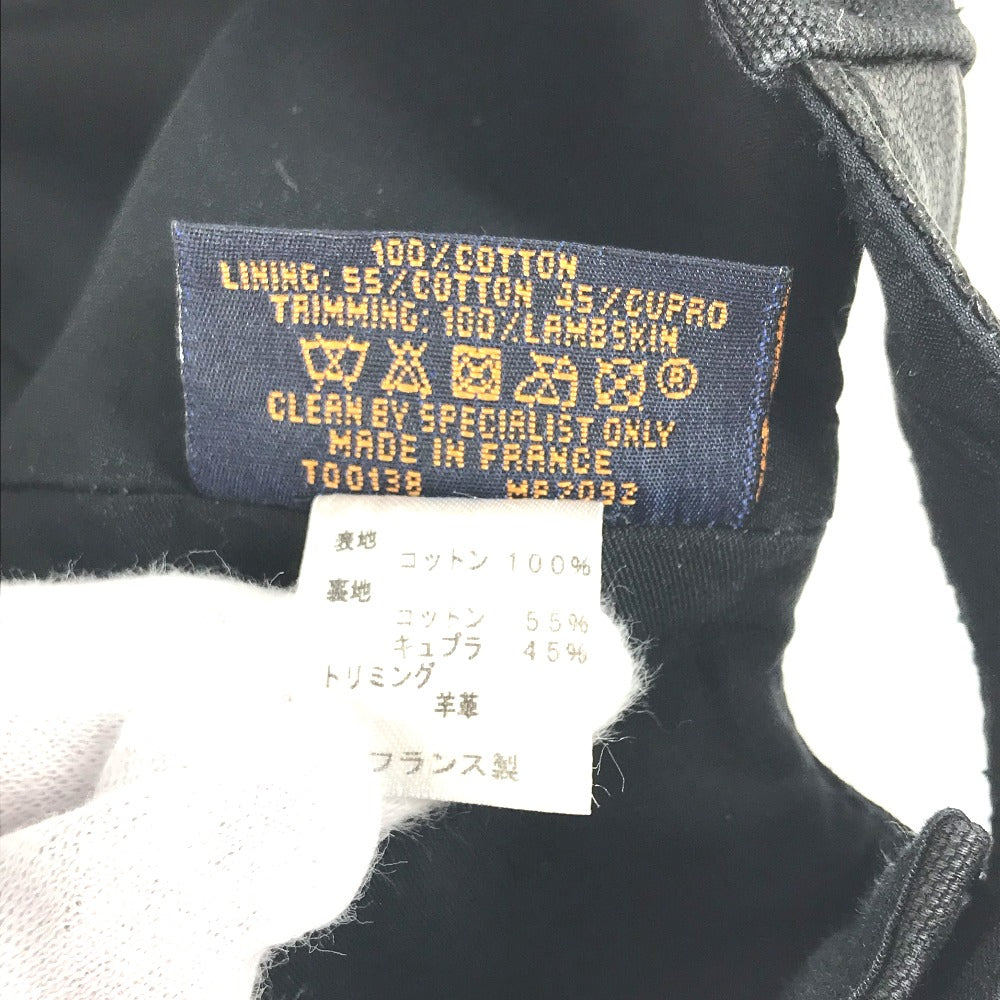 100% COTTON
LINING: 55% COTTON 45% CUPRO
TRIMMING: 100% LAMBSKIN
CLEAN BY SPECIALIST ONLY
MADE IN FRANCE
T00138
表地
コットン 100%
裏地
コットン 55%
キュプラ 45%
トリミング
羊革
フランス製